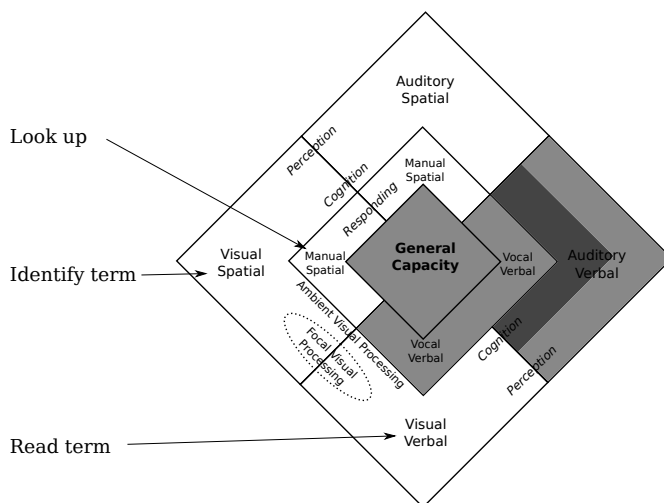 Auditory
Spatial
Look up
Perception
Cognition
Responding
Manual
Spatial
General
Capacity
Visual
Spatial
Manual
Spatial
Vocal
Verbal
Auditory
Verbal
Identify term
Ambient Visual Processing
Focal Visual
Processing
Vocal
Verbal
Cognition
Perception
Read term
Visual
Verbal